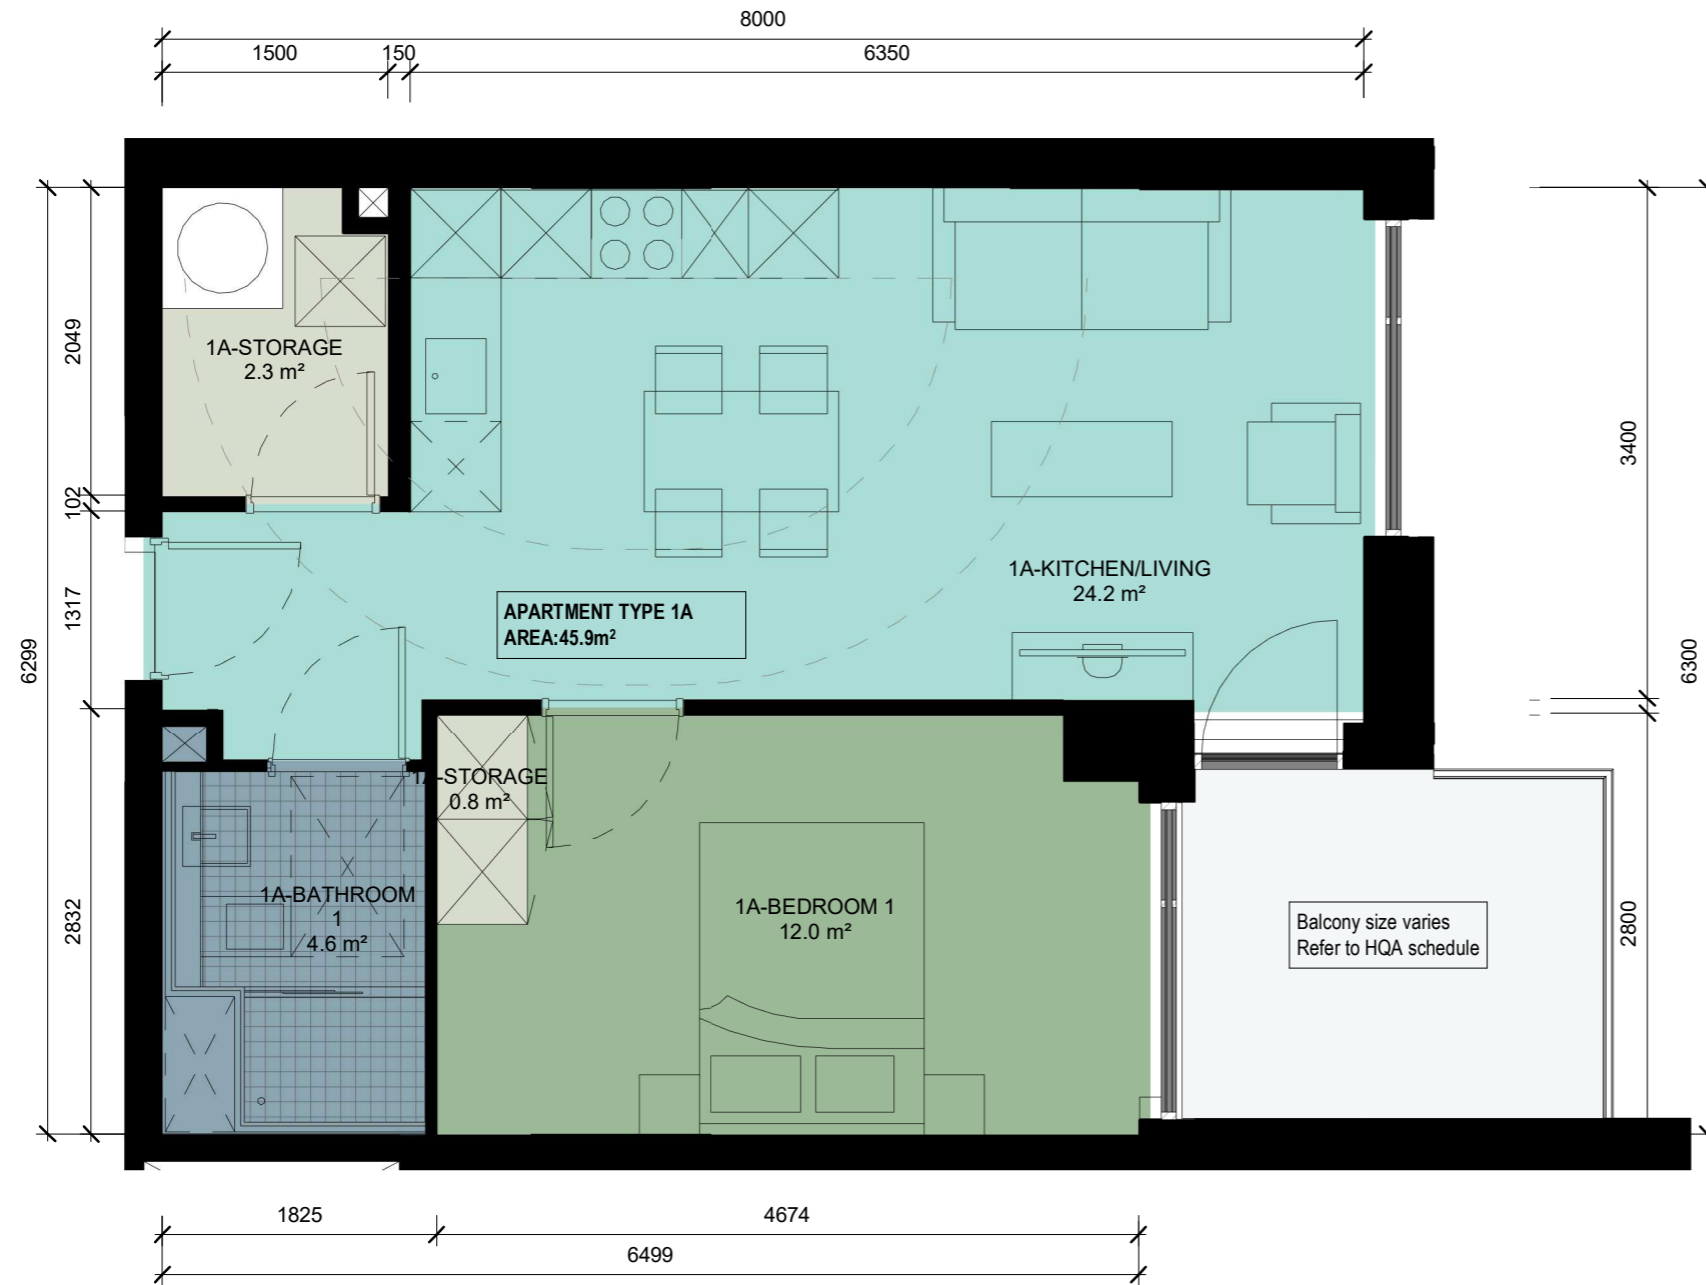 8000
1500
150
6350
2049
102
1317
2832
6299
1A-STORAGE
2.3 m²
1A-KITCHEN/LIVING
24.2 m²
APARTMENT TYPE 1A
AREA:45.9m²
1A-STORAGE
0.8 m²
1A-BATHROOM
1
4.6 m²
1A-BEDROOM 1
12.0 m²
Balcony size varies
Refer to HQA schedule
3400
6300
2800
1825
4674
6499